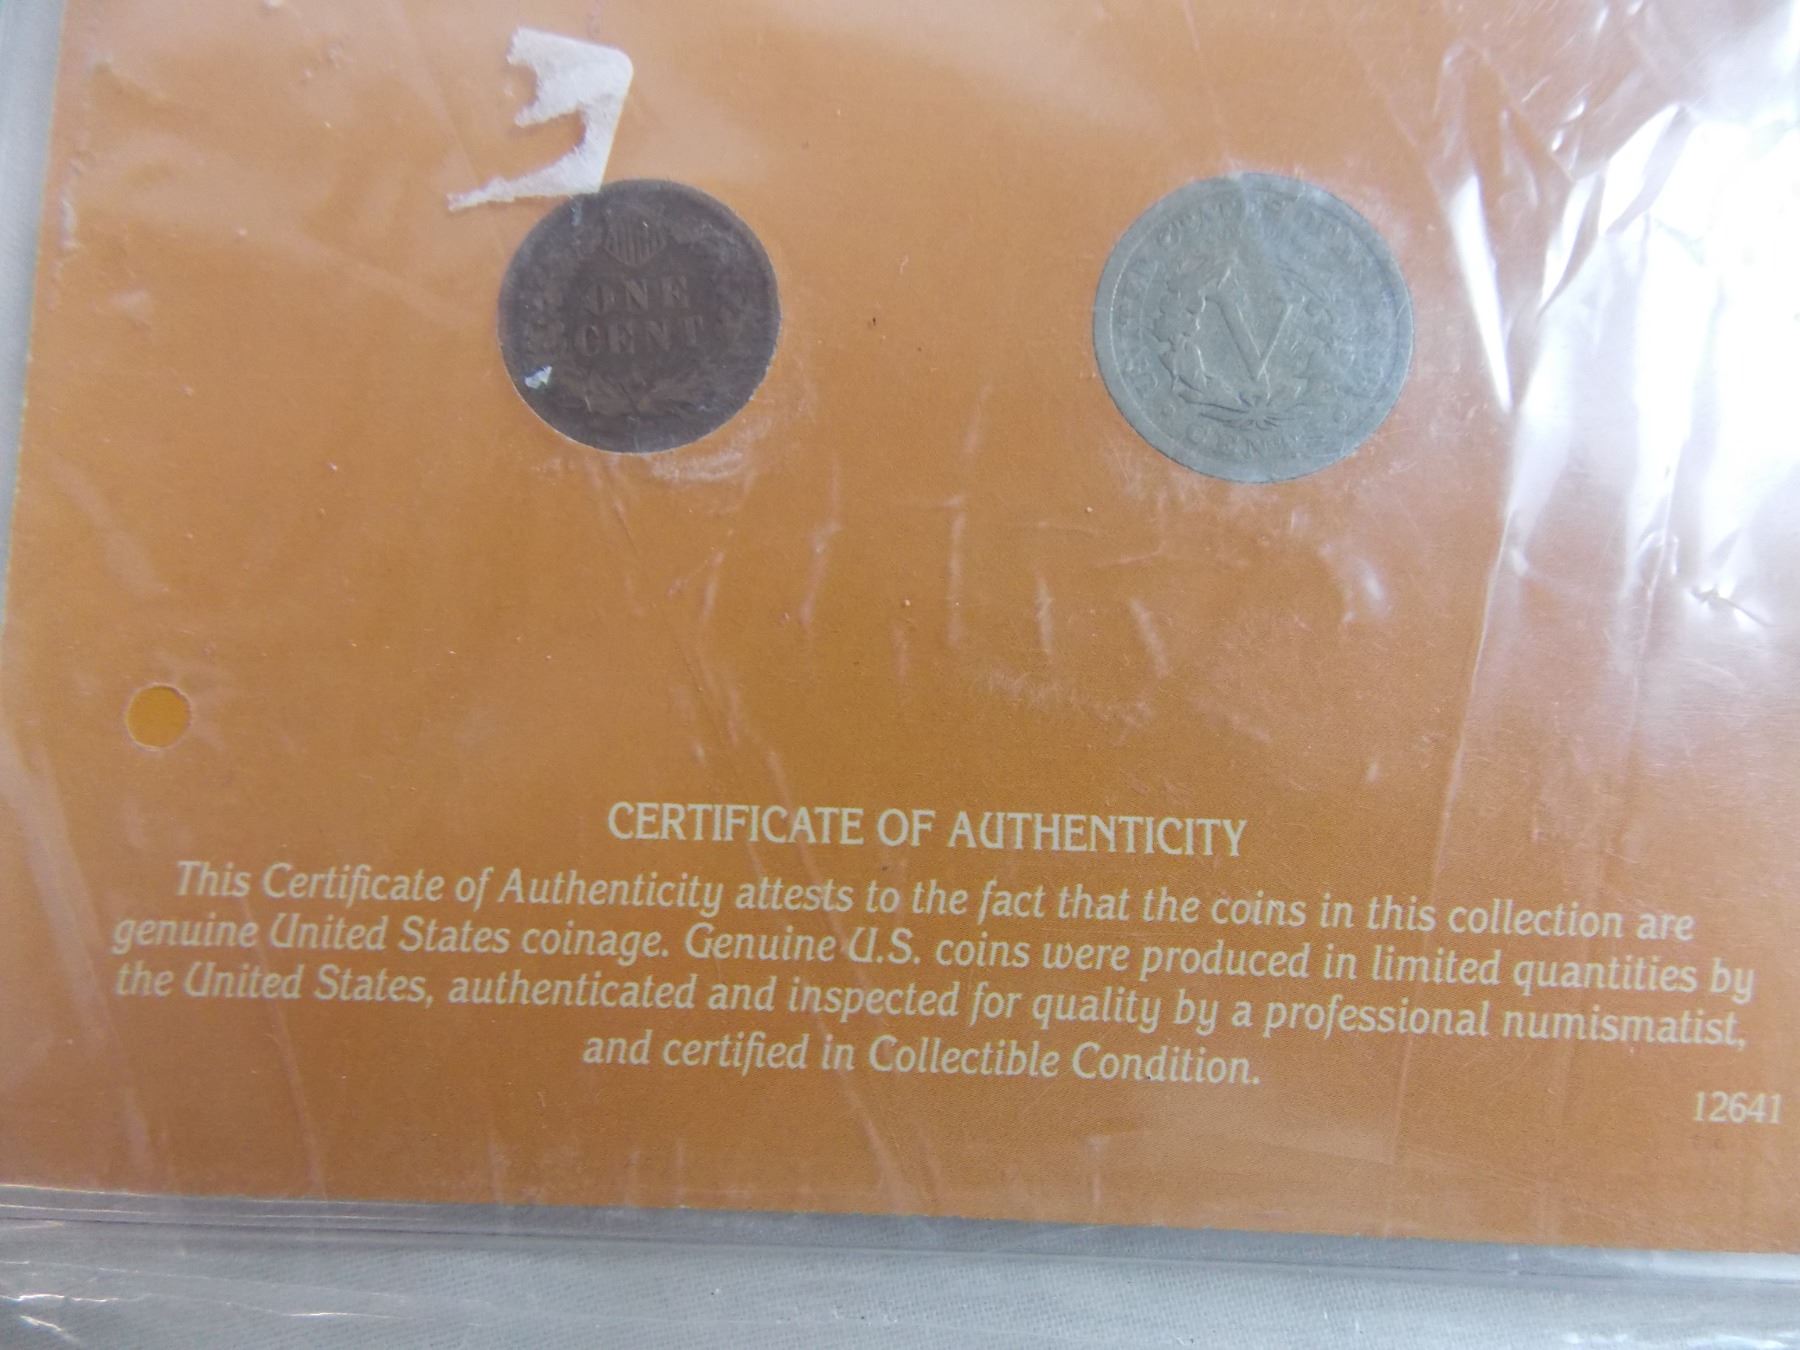 ONE
CENT
V
CENTS
CERTIFICATE OF AUTHENTICITY
This Certificate of Authenticity attests to the fact that the coins in this collection are
genuine United States coinage. Genuine U.S. coins were produced in limited quantities by
the United States, authenticated and inspected for quality by a professional numismatist,
and certified in Collectible Condition.
12641